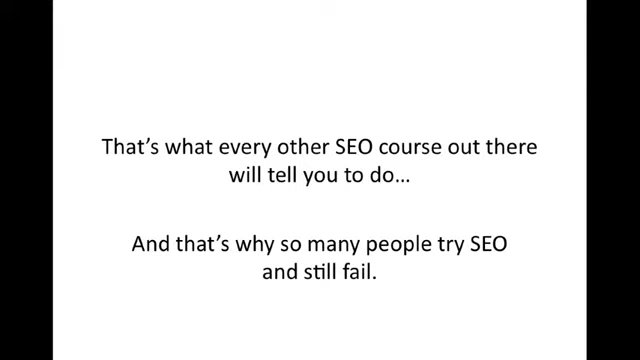 That’s what every other SEO course out there
will tell you to do…
And that’s why so many people try SEO
and still fail.